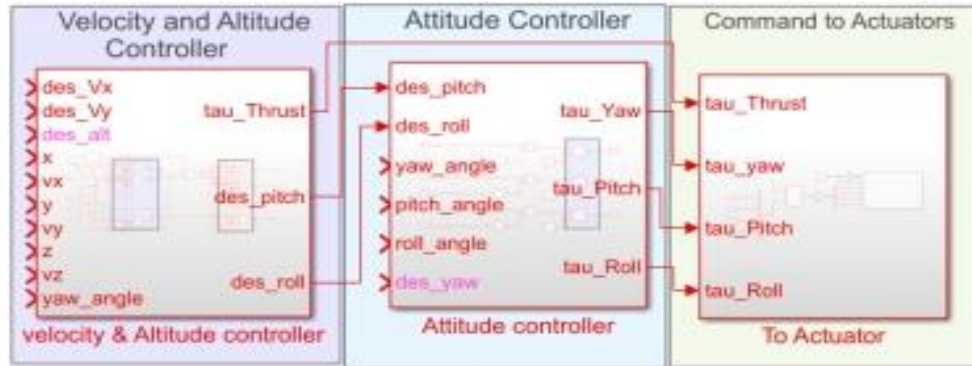 Velocity and Altitude
Controller
des_Vx
des_Vy
des_alt
x
vx
y
vy
z
vz
yaw_angle
tau_Thrust
des_pitch
des_roll
velocity & Altitude controller
Attitude Controller
des_pitch
des_roll
yaw_angle
pitch_angle
roll_angle
des_yaw
tau_Yaw
tau_Pitch
tau_Roll
Attitude controller
Command to Actuators
tau_Thrust
tau_yaw
tau_Pitch
tau_Roll
To Actuator